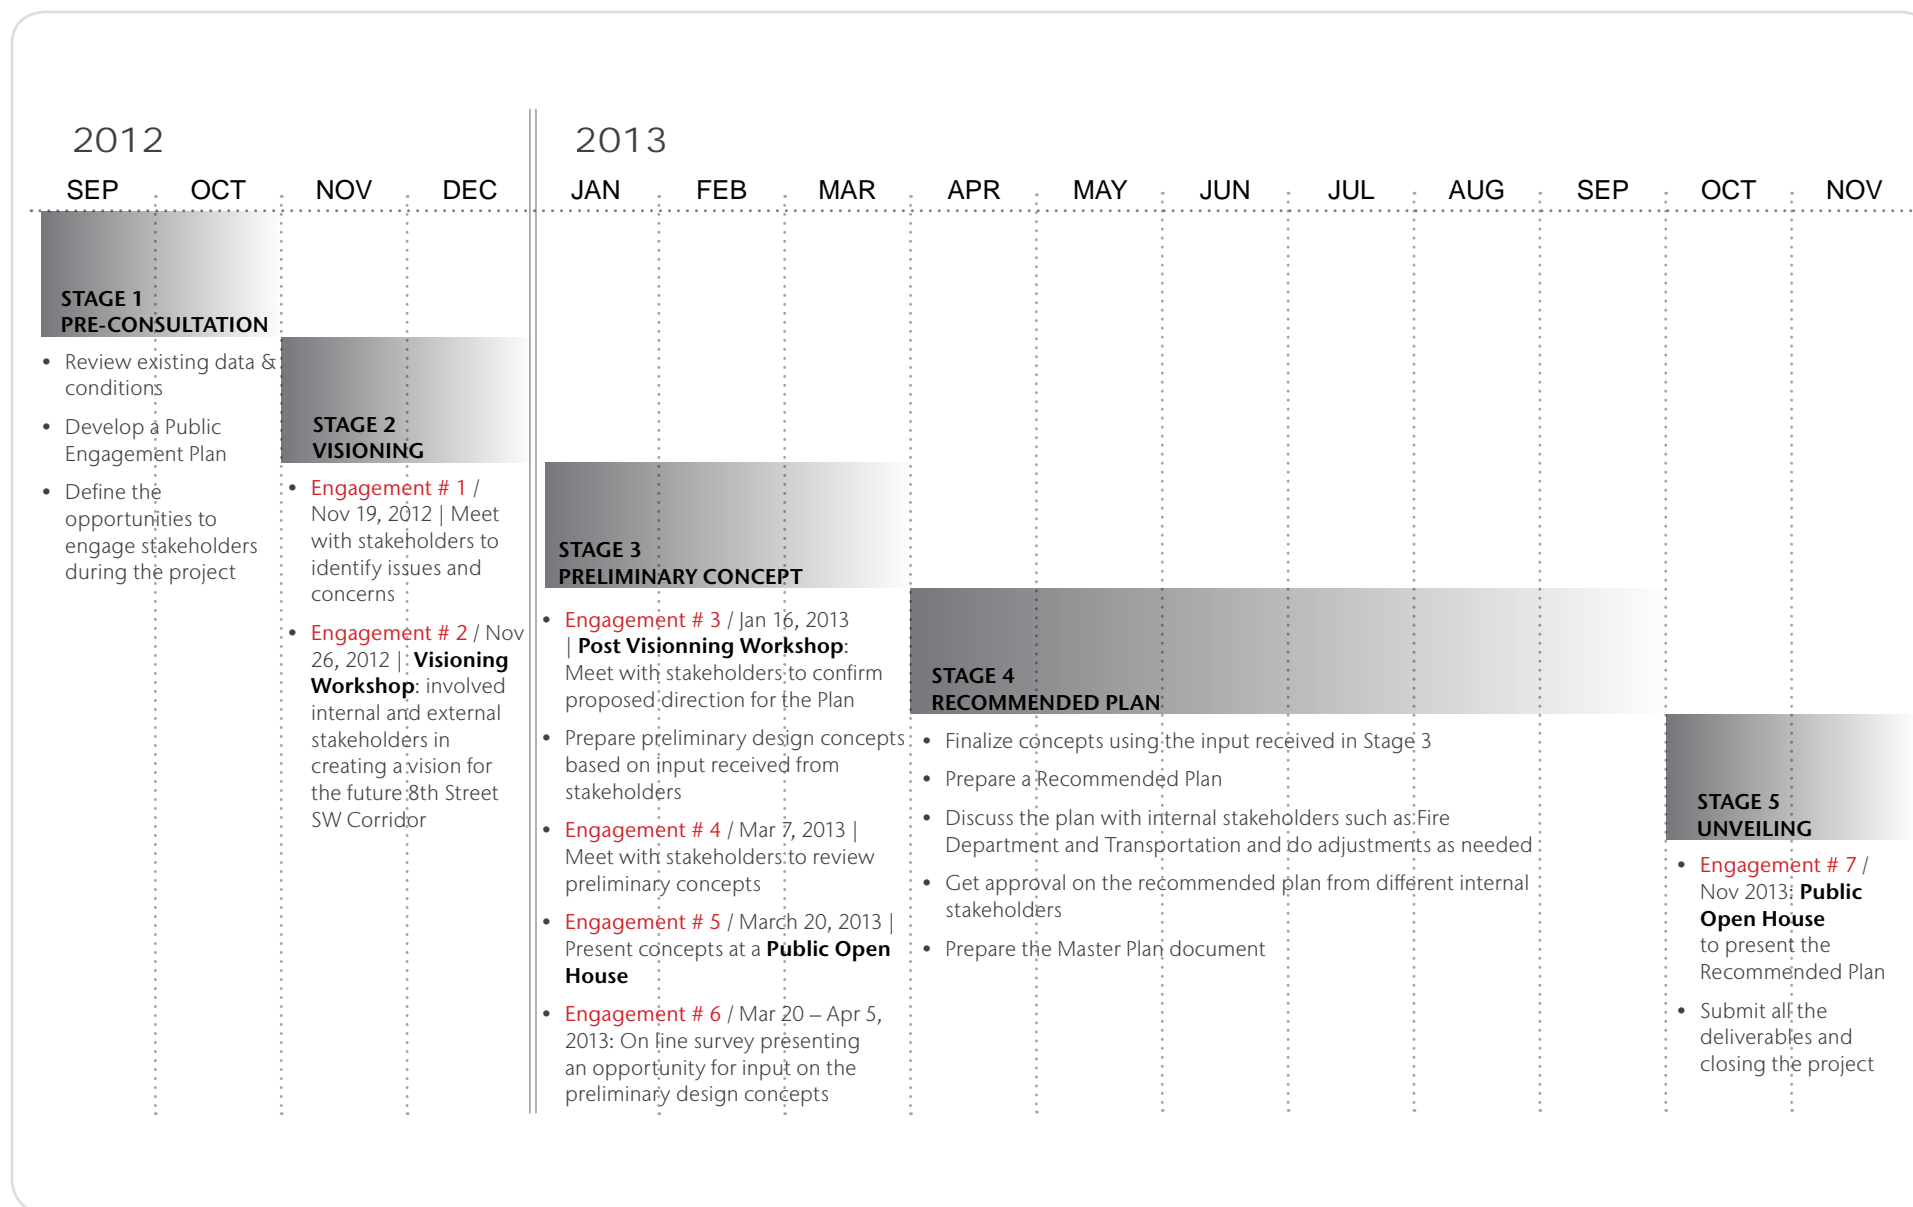 2012
2013
SEP OCT NOV DEC JAN FEB MAR APR MAY JUN JUL AUG SEP OCT NOV
STAGE 1
PRE-CONSULTATION
• Review existing data &
conditions
• Develop a Public
Engagement Plan
• Define the
opportunities to
engage stakeholders
during the project
STAGE 2
VISIONING
• Engagement # 1 /
Nov 19, 2012 | Meet
with stakeholders to
identify issues and
concerns
• Engagement # 2 / Nov
26, 2012 | Visioning
Workshop: involved
internal and external
stakeholders in
creating a vision for
the future 8th Street
SW Corridor
STAGE 3
PRELIMINARY CONCEPT
• Engagement # 3 / Jan 16, 2013
| Post Visionning Workshop:
Meet with stakeholders to confirm
proposed direction for the Plan
• Prepare preliminary design concepts
based on input received from
stakeholders
• Engagement # 4 / Mar 7, 2013 |
Meet with stakeholders to review
preliminary concepts
• Engagement # 5 / March 20, 2013 |
Present concepts at a Public Open
House
• Engagement # 6 / Mar 20 – Apr 5,
2013: On line survey presenting
an opportunity for input on the
preliminary design concepts
STAGE 4
RECOMMENDED PLAN
• Finalize concepts using the input received in Stage 3
• Prepare a Recommended Plan
• Discuss the plan with internal stakeholders such as Fire
Department and Transportation and do adjustments as needed
• Get approval on the recommended plan from different internal
stakeholders
• Prepare the Master Plan document
STAGE 5
UNVEILING
• Engagement # 7 /
Nov 2013: Public
Open House
to present the
Recommended Plan
• Submit all the
deliverables and
closing the project